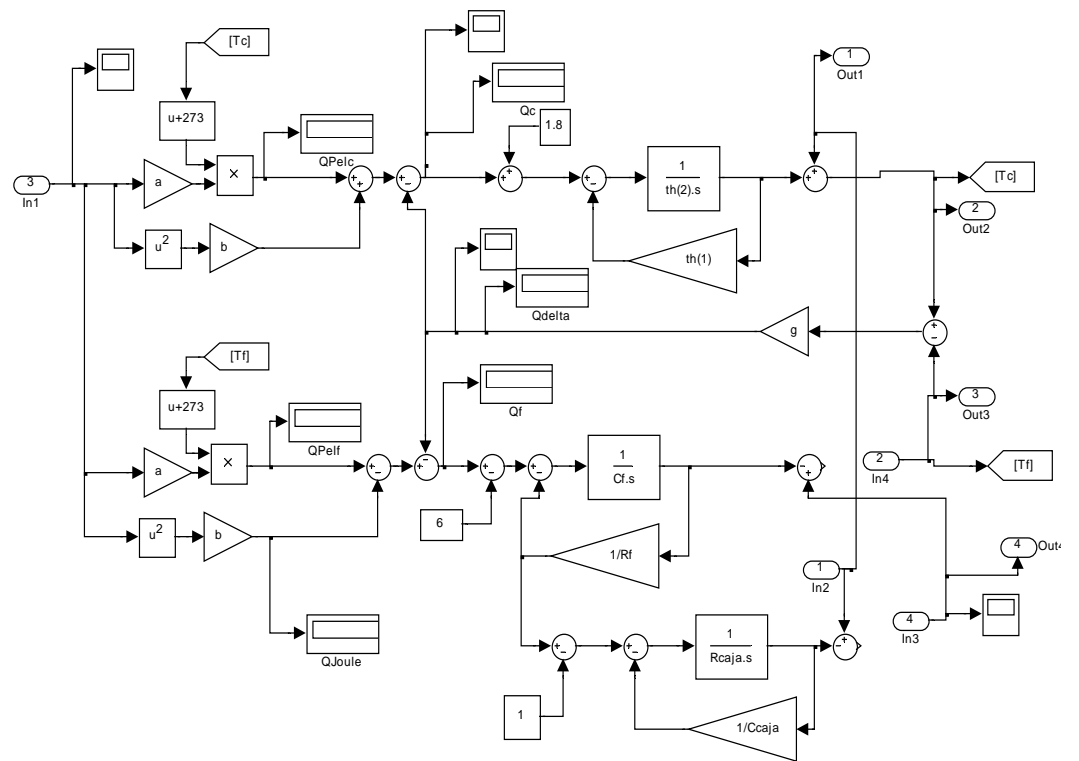 [Tc]
1
Out1
u+273
Qc
1.8
QPelc
×
3
In1
a
1
th(2).s
[Tc]
2
Out2
u²
b
th(1)
Qdelta
g
[Tf]
u+273
Qf
3
Out3
QPelf
×
a
1
Cf.s
2
In4
[Tf]
6
u²
b
1/Rf
4
Out4
1
In2
4
In3
QJoule
1
Rcaja.s
1
1/Ccaja